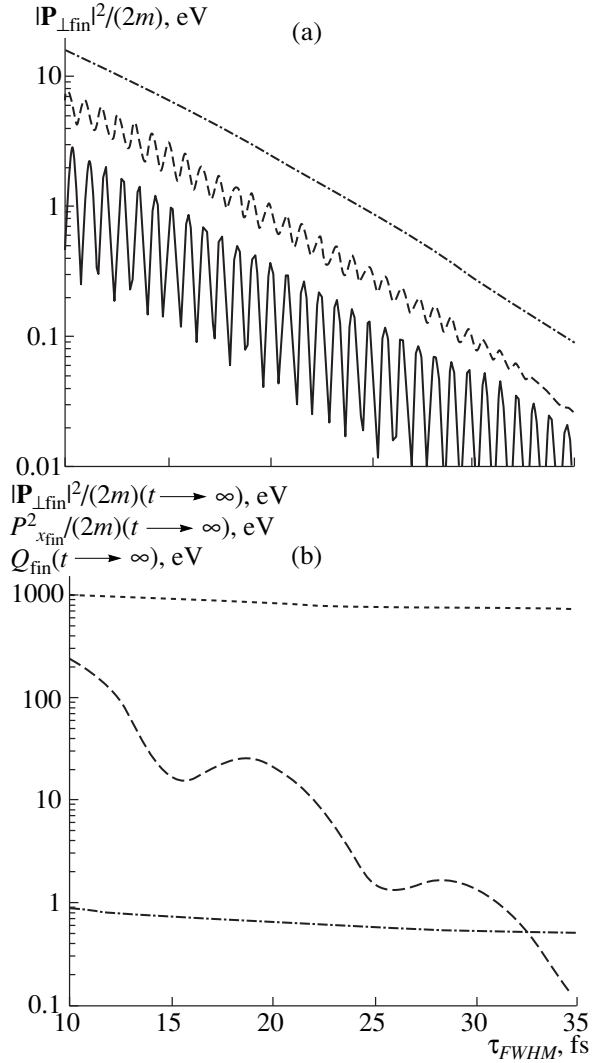 |P⊥fin|²/(2m), eV
(a)
10
1
0.1
0.01
|P⊥fin|²/(2m)(t → ∞), eV
P²xfin/(2m)(t → ∞), eV
Qfin(t → ∞), eV
(b)
1000
100
10
1
0.1
10 15 20 25 30 35
τFWHM, fs